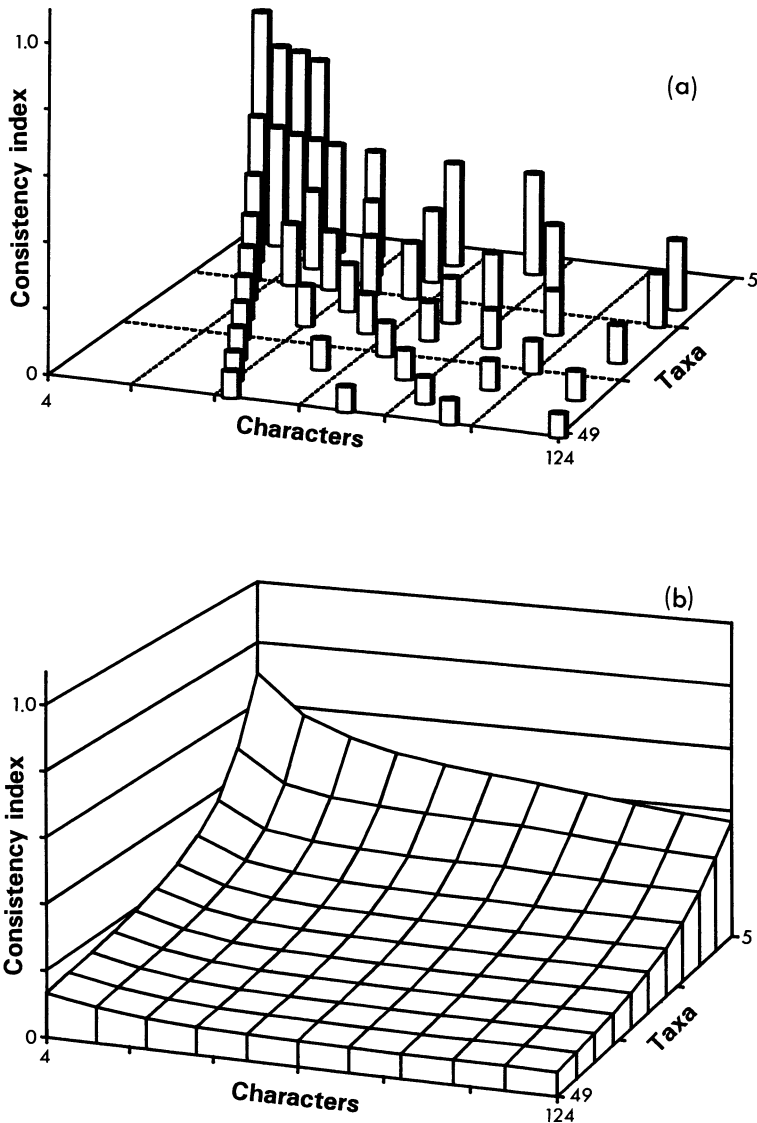 1.0
(a)
Consistency index
5
Taxa
0
4
Characters
49
124
(b)
1.0
Consistency index
5
Taxa
0
4
Characters
49
124